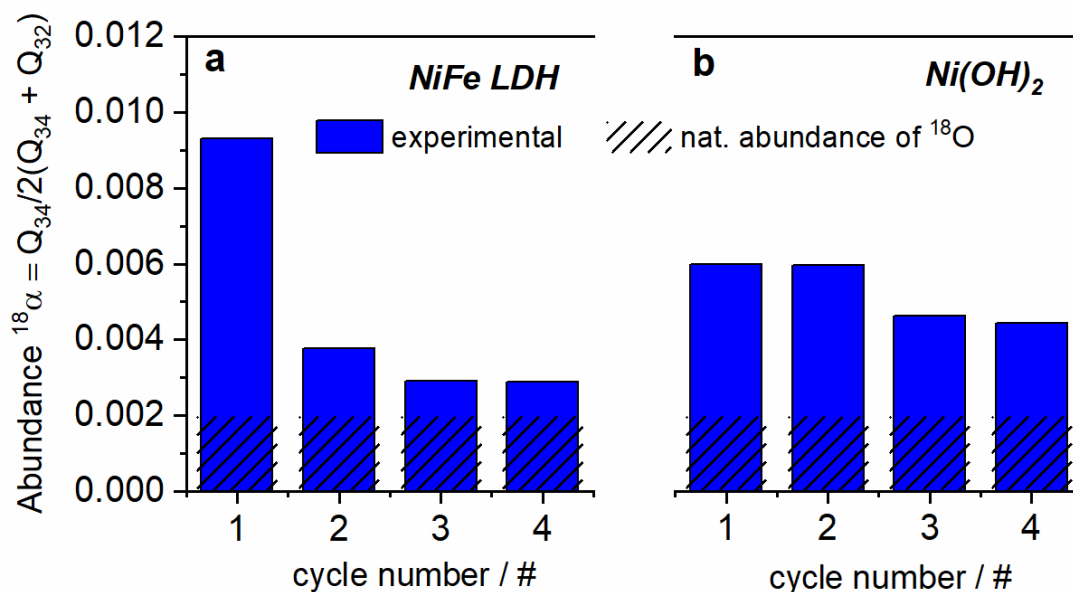 Abundance ¹⁸α = Q₃₄/2(Q₃₄ + Q₃₂)
0.012
0.010
0.008
0.006
0.004
0.002
0.000
a
NiFe LDH
b
Ni(OH)₂
experimental
nat. abundance of ¹⁸O
1 2 3 4
1 2 3 4
cycle number / #
cycle number / #